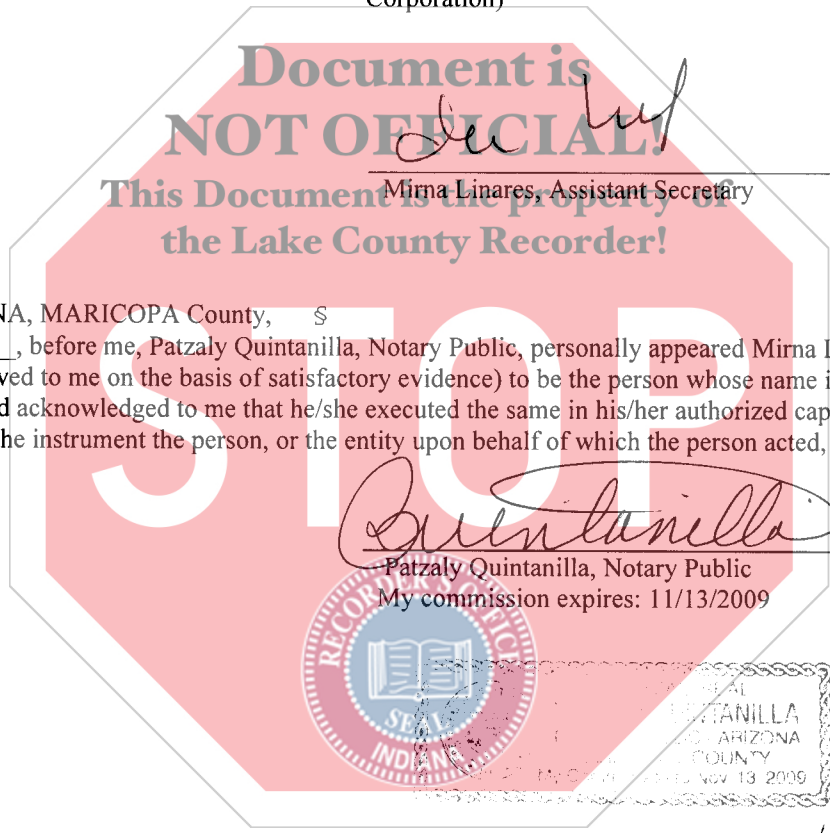 Corporation)
Document is
NOT OFFICIAL!
Mirna Linares, Assistant Secretary
This Document is the property of
the Lake County Recorder!
NA, MARICOPA County, §
, before me, Patzaly Quintanilla, Notary Public, personally appeared Mirna L
ved to me on the basis of satisfactory evidence) to be the person whose name i
d acknowledged to me that he/she executed the same in his/her authorized cap
he instrument the person, or the entity upon behalf of which the person acted,
STOP
Quintanilla
Patzaly Quintanilla, Notary Public
My commission expires: 11/13/2009
RECORDER'S OFFICE
SEAL
INDIANA
ARIZONA
COUNTY
Nov 13 2009